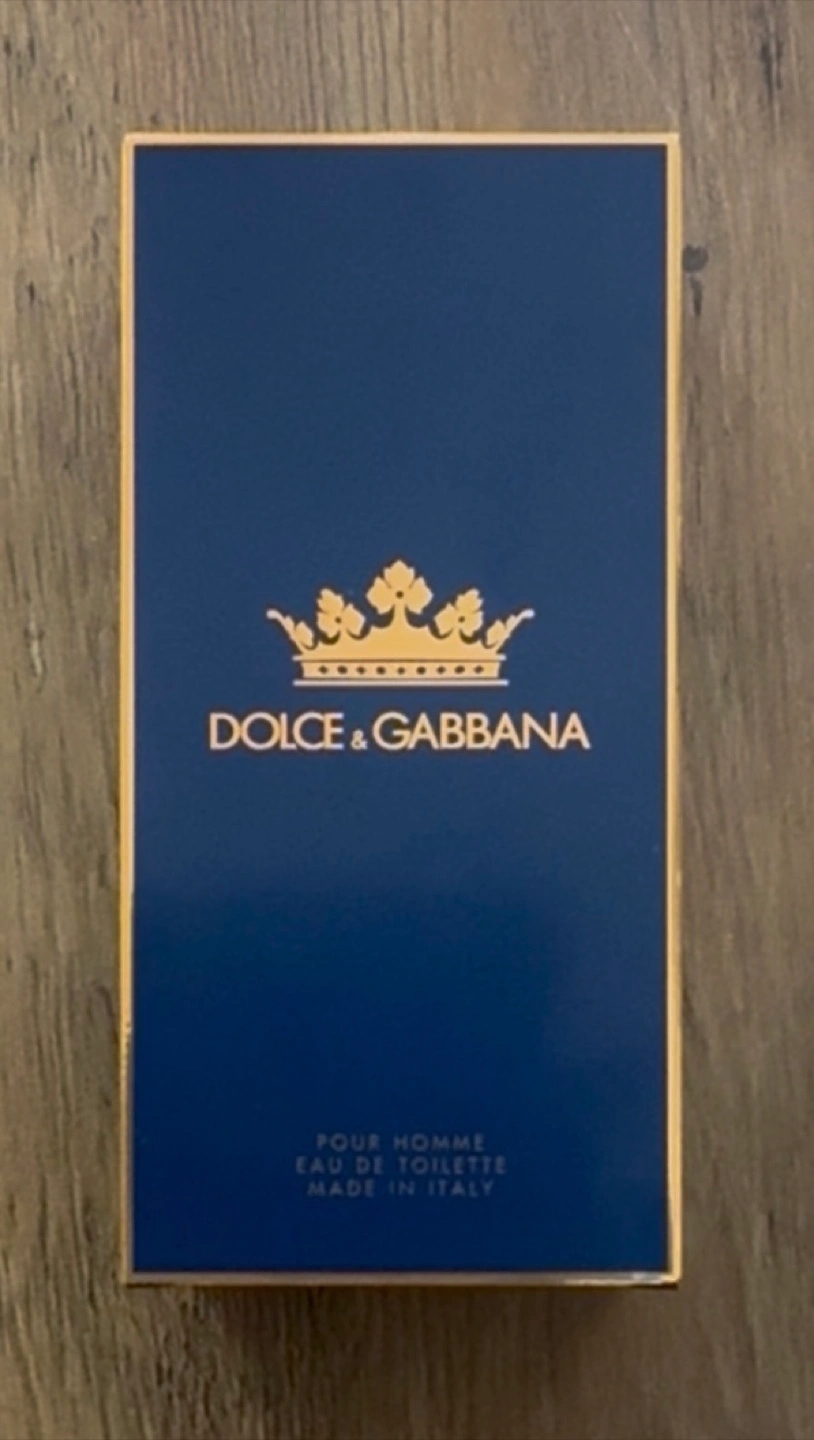 DOLCE & GABBANA
POUR HOMME
EAU DE TOILETTE
MADE IN ITALY